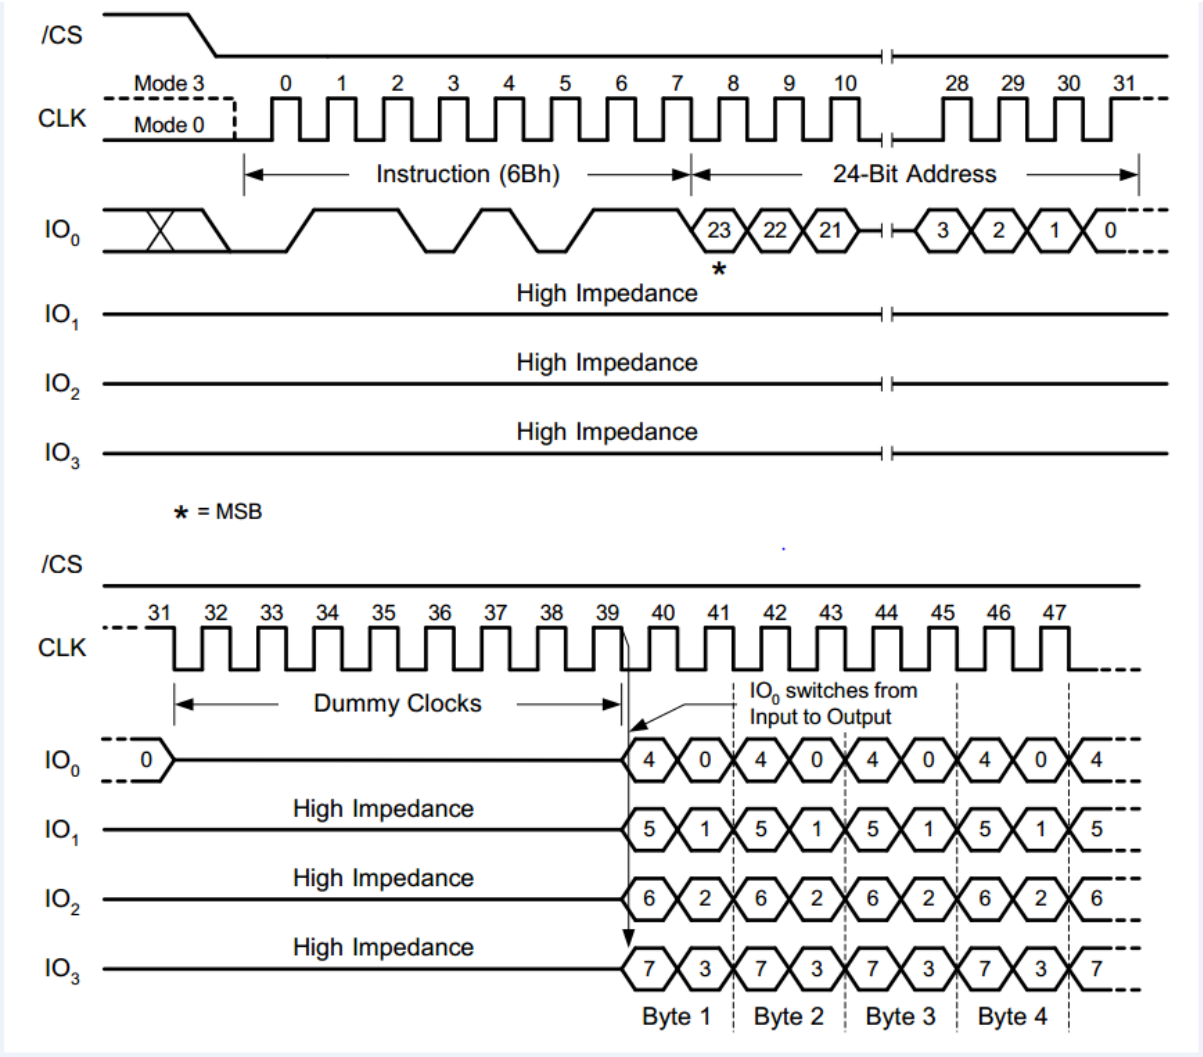 /CS
Mode 3 0 1 2 3 4 5 6 7 8 9 10 28 29 30 31
CLK
Mode 0
Instruction (6Bh) 24-Bit Address
IO0 23 22 21 3 2 1 0
*
High Impedance
IO1
High Impedance
IO2
High Impedance
IO3
* = MSB
/CS
31 32 33 34 35 36 37 38 39 40 41 42 43 44 45 46 47
CLK
Dummy Clocks
IO0 switches from
Input to Output
IO0 0 4 0 4 0 4 0 4 0 4
High Impedance
IO1 5 1 5 1 5 1 5 1 5
High Impedance
IO2 6 2 6 2 6 2 6 2 6
High Impedance
IO3 7 3 7 3 7 3 7 3 7
Byte 1 Byte 2 Byte 3 Byte 4